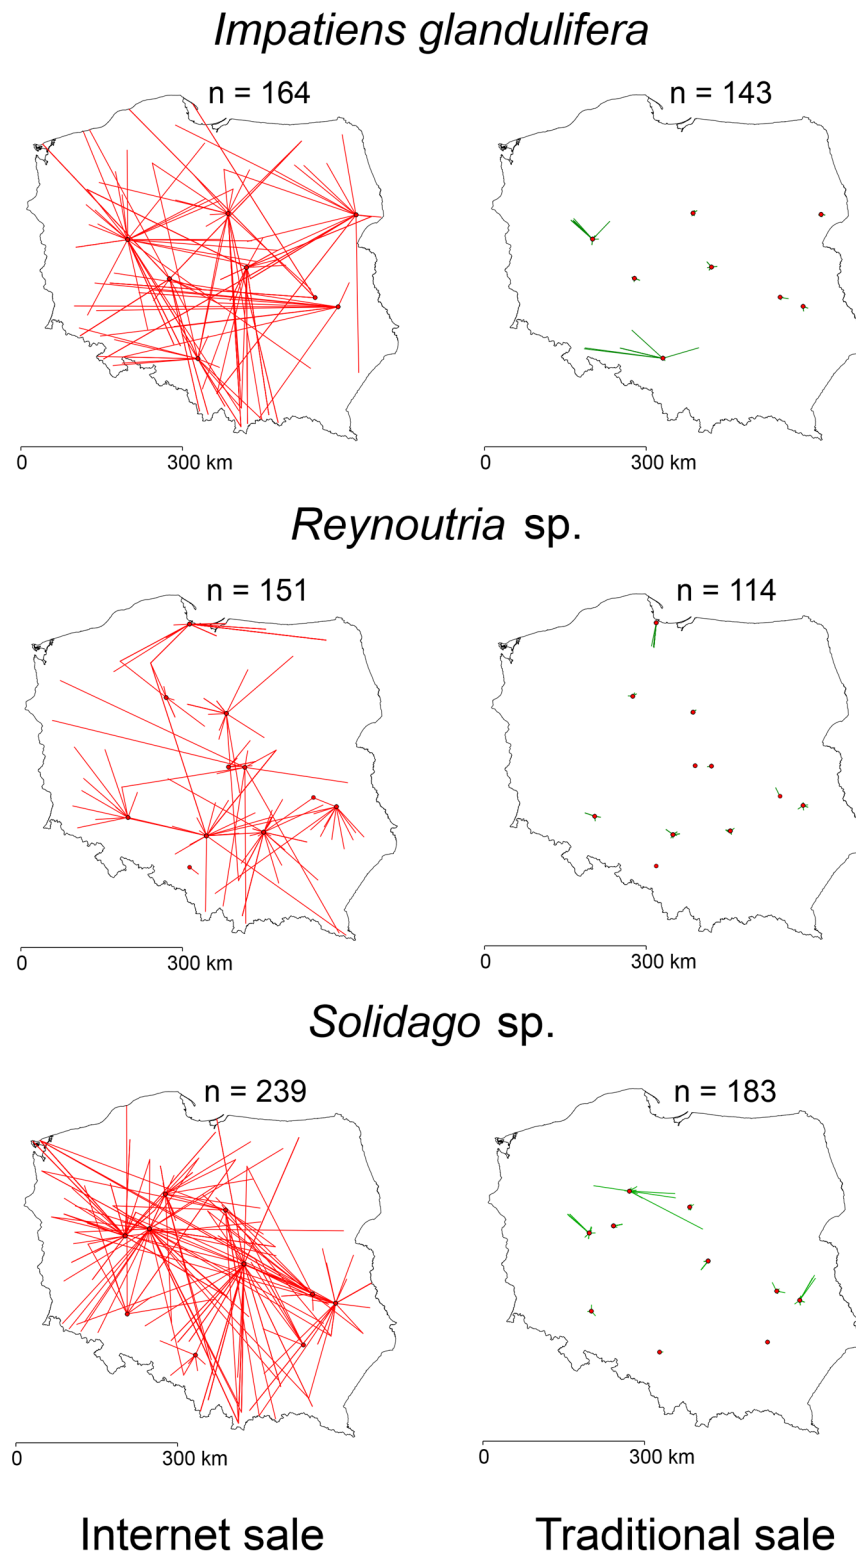 Impatiens glandulifera
n = 164
n = 143
0 300 km
0 300 km
Reynoutria sp.
n = 151
n = 114
0 300 km
0 300 km
Solidago sp.
n = 239
n = 183
0 300 km
0 300 km
Internet sale
Traditional sale